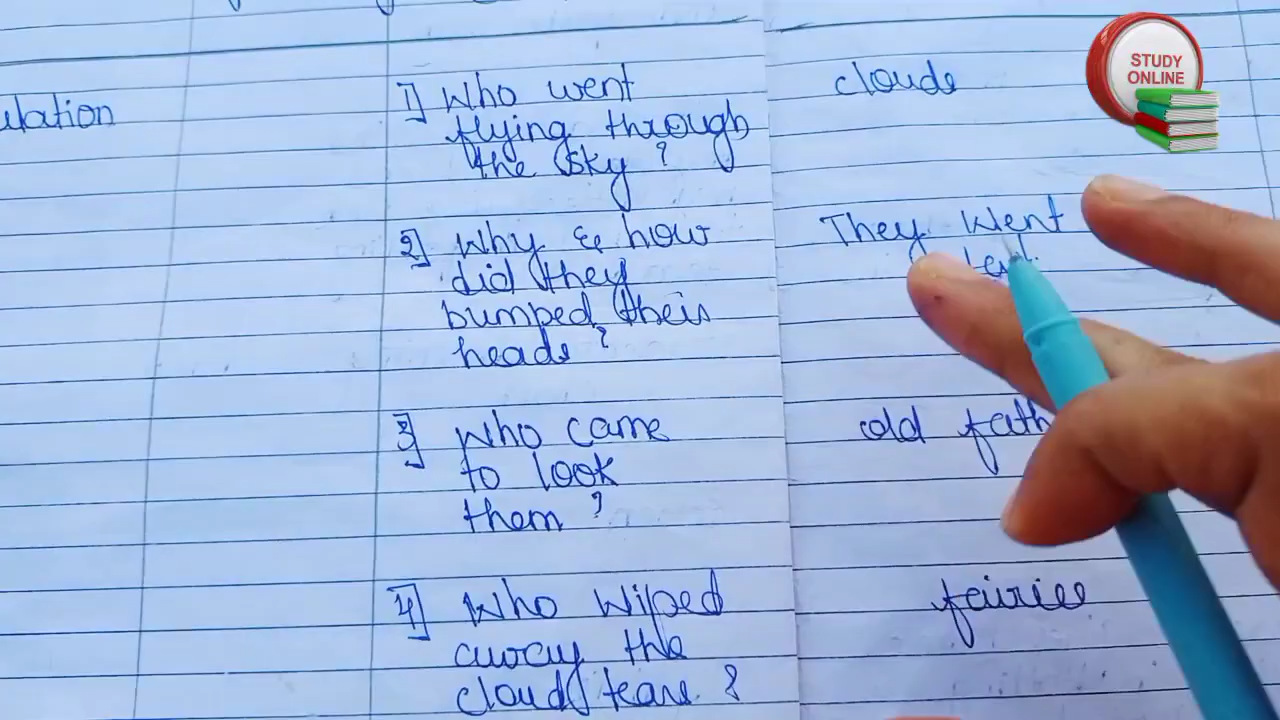 STUDY
ONLINE
ulation
1] Who went
flying through
the sky ?
clouds
2] Why & how
did they
bumped their
heads ?
They Went
3] Who came
to look
them ?
old fath
4] Who Wiped
away the
clouds tears ?
fairies